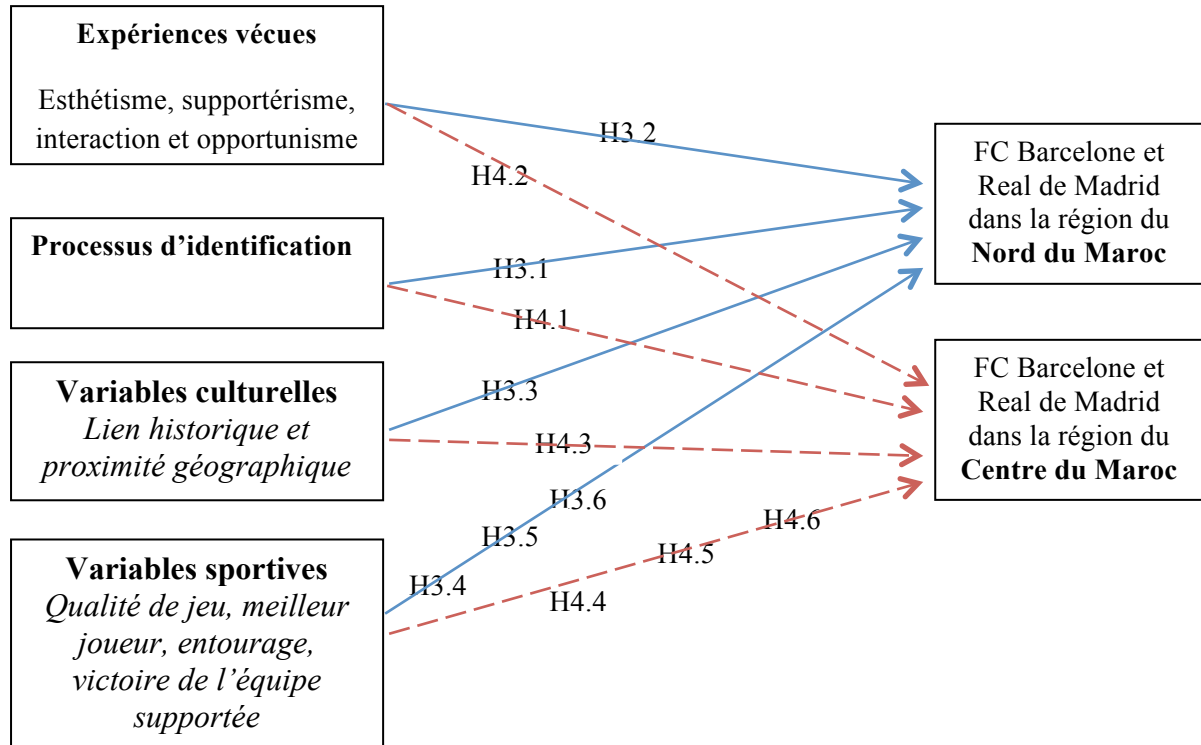 Expériences vécues
Esthétisme, supportérisme,
interaction et opportunisme
Processus d’identification
Variables culturelles
Lien historique et
proximité géographique
Variables sportives
Qualité de jeu, meilleur
joueur, entourage,
victoire de l’équipe
supportée
H3.2
H4.2
H3.1
H4.1
H3.3
H4.3
H3.6
H3.5
H3.4
H4.6
H4.5
H4.4
FC Barcelone et
Real de Madrid
dans la région du
Nord du Maroc
FC Barcelone et
Real de Madrid
dans la région du
Centre du Maroc